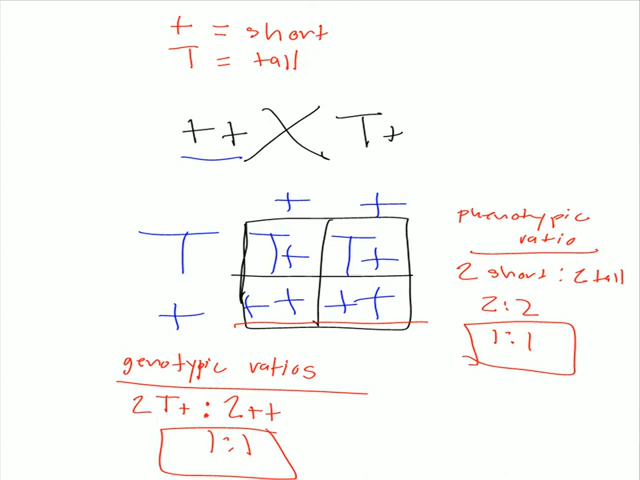 t = short
T = tall
tt X Tt
t t
T Tt Tt
t tt tt
phenotypic
ratio
2 short : 2 tall
2:2
1:1
genotypic ratios
2Tt : 2tt
1:1